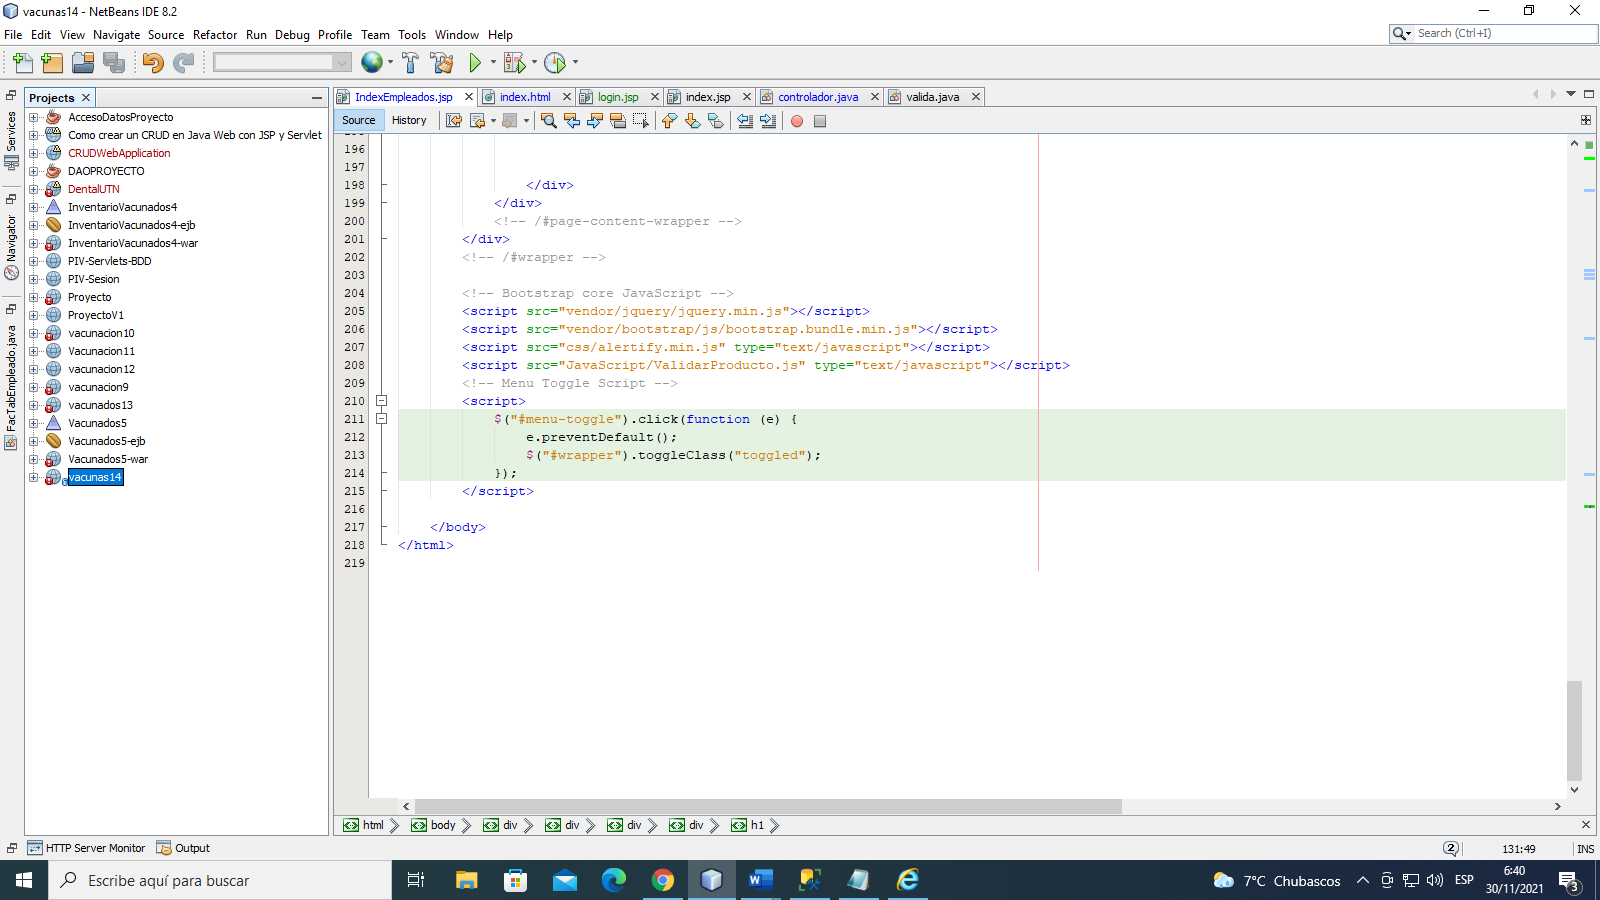 vacunas14 - NetBeans IDE 8.2
File Edit View Navigate Source Refactor Run Debug Profile Team Tools Window Help
Search (Ctrl+I)
Projects
IndexEmpleados.jsp index.html login.jsp index.jsp controlador.java valida.java
Source History
Services
Navigator
FacTabEmpleado.java
AccesoDatosProyecto
Como crear un CRUD en Java Web con JSP y Servlet
CRUDWebApplication
DAOPROYECTO
DentalUTN
InventarioVacunados4
InventarioVacunados4-ejb
InventarioVacunados4-war
PIV-Servlets-BDD
PIV-Sesion
Proyecto
ProyectoV1
vacunacion10
Vacunacion11
vacunacion12
vacunacion9
vacunados13
Vacunados5
Vacunados5-ejb
Vacunados5-war
vacunas14
196
197
198 </div>
199 </div>
200 <!-- /#page-content-wrapper -->
201 </div>
202 <!-- /#wrapper -->
203
204 <!-- Bootstrap core JavaScript -->
205 <script src="vendor/jquery/jquery.min.js"></script>
206 <script src="vendor/bootstrap/js/bootstrap.bundle.min.js"></script>
207 <script src="css/alertify.min.js" type="text/javascript"></script>
208 <script src="JavaScript/ValidarProducto.js" type="text/javascript"></script>
209 <!-- Menu Toggle Script -->
210 <script>
211 $("#menu-toggle").click(function (e) {
212 e.preventDefault();
213 $("#wrapper").toggleClass("toggled");
214 });
215 </script>
216
217 </body>
218 </html>
219
html body div div div div h1
HTTP Server Monitor Output
2 131:49 INS
Escribe aquí para buscar
7°C Chubascos
ESP
6:40
30/11/2021
3